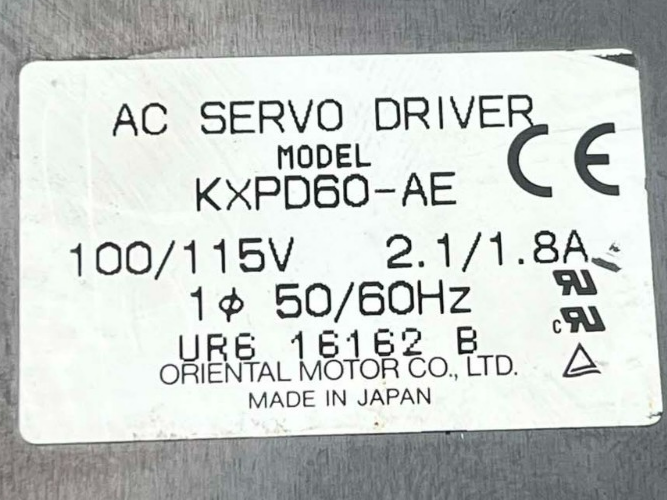 AC SERVO DRIVER
MODEL
KXPD60-AE
CE
100/115V 2.1/1.8A
1ϕ 50/60Hz
UR6 16162 B
ORIENTAL MOTOR CO., LTD.
MADE IN JAPAN